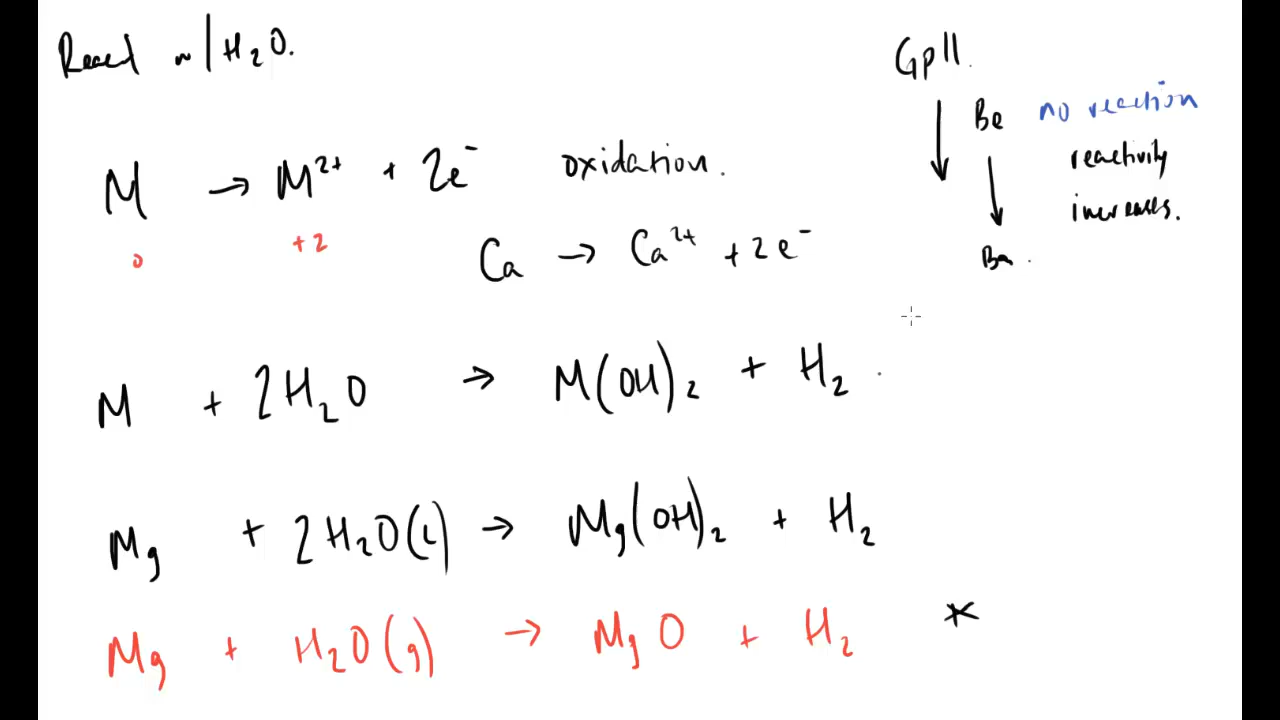 React w/ H₂O.
M → M²⁺ + 2e⁻ oxidation.
0 +2
Ca → Ca²⁺ + 2e⁻
Gp II.
Be no reaction
reactivity
increases.
Ba.
M + 2H₂O → M(OH)₂ + H₂.
Mg + 2H₂O(l) → Mg(OH)₂ + H₂
Mg + H₂O(g) → MgO + H₂ *